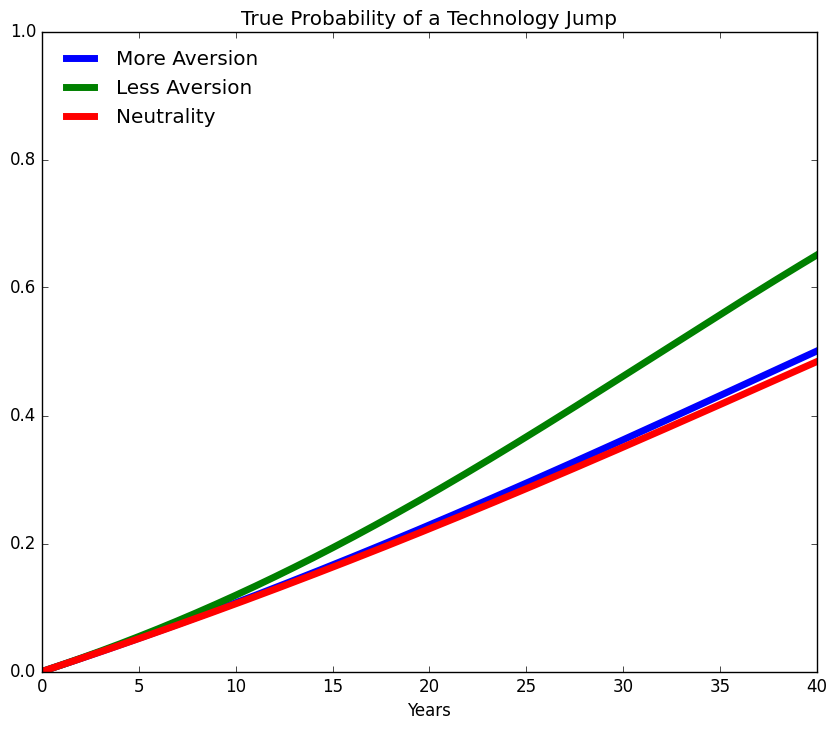 True Probability of a Technology Jump
1.0
More Aversion
Less Aversion
Neutrality
0.8
0.6
0.4
0.2
0.0
0 5 10 15 20 25 30 35 40
Years